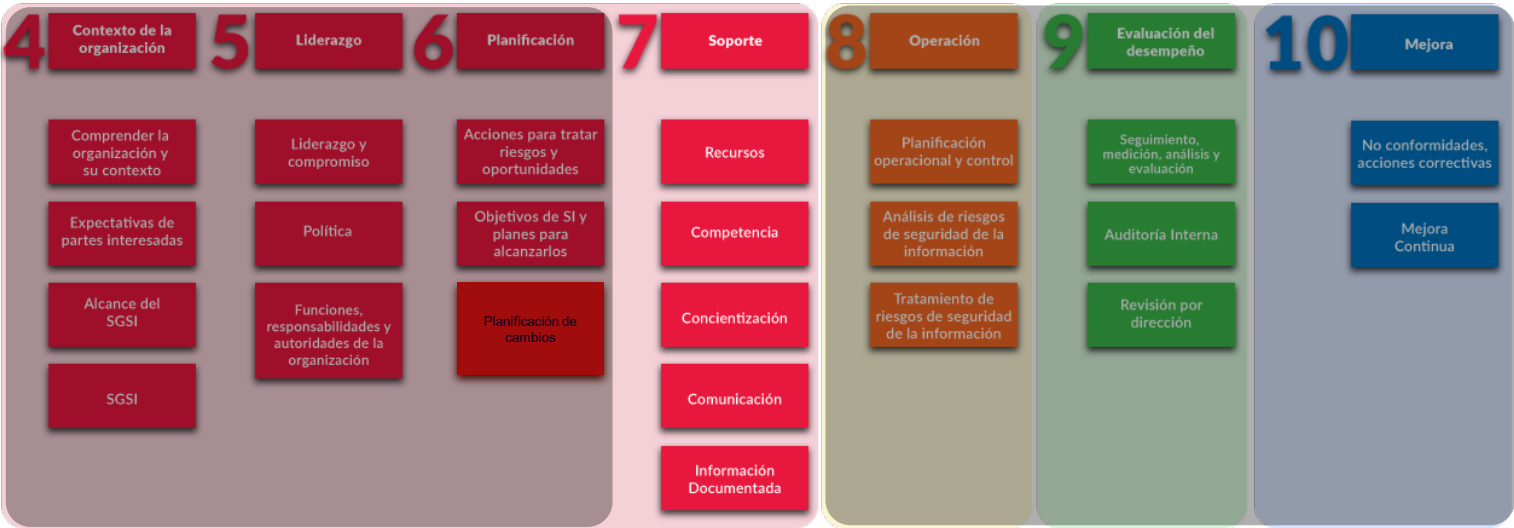 4
Contexto de la
organización
Comprender la
organización y
su contexto
Expectativas de
partes interesadas
Alcance del
SGSI
SGSI
5
Liderazgo
Liderazgo y
compromiso
Política
Funciones,
responsabilidades y
autoridades de la
organización
6
Planificación
Acciones para tratar
riesgos y
oportunidades
Objetivos de SI y
planes para
alcanzarlos
Planificación de
cambios
7
Soporte
Recursos
Competencia
Concientización
Comunicación
Información
Documentada
8
Operación
Planificación
operacional y control
Análisis de riesgos
de seguridad de la
información
Tratamiento de
riesgos de seguridad
de la información
9
Evaluación del
desempeño
Seguimiento,
medición, análisis y
evaluación
Auditoría Interna
Revisión por
dirección
10
Mejora
No conformidades,
acciones correctivas
Mejora
Continua